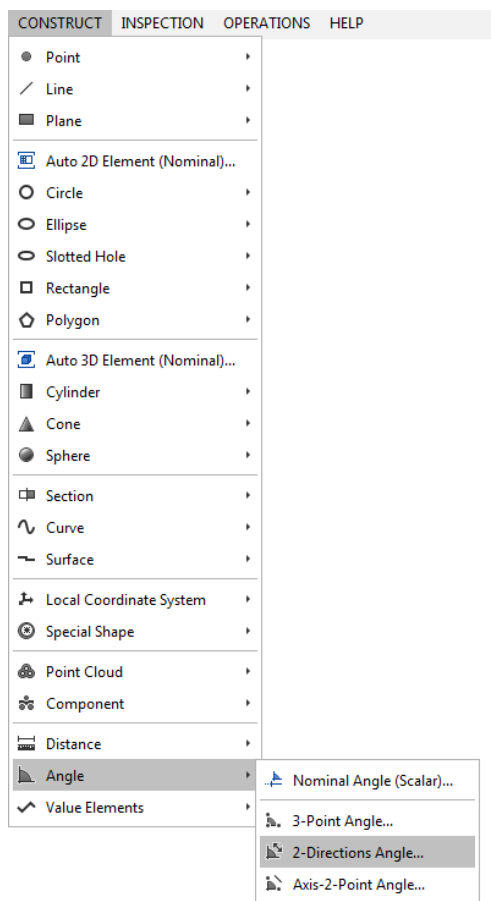 CONSTRUCT INSPECTION OPERATIONS HELP
Point
Line
Plane
Auto 2D Element (Nominal)...
Circle
Ellipse
Slotted Hole
Rectangle
Polygon
Auto 3D Element (Nominal)...
Cylinder
Cone
Sphere
Section
Curve
Surface
Local Coordinate System
Special Shape
Point Cloud
Component
Distance
Angle
Value Elements
Nominal Angle (Scalar)...
3-Point Angle...
2-Directions Angle...
Axis-2-Point Angle...